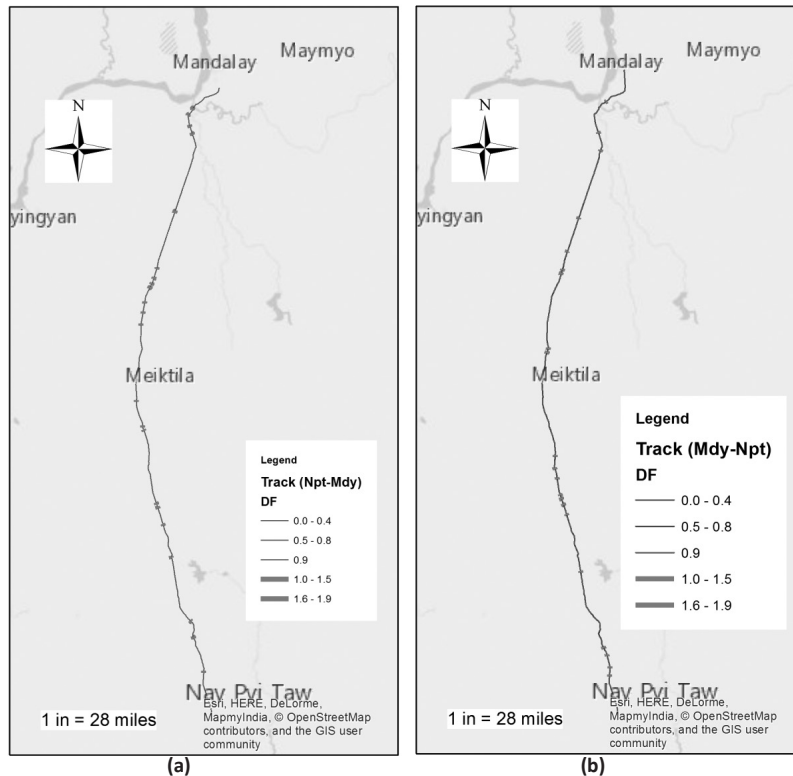 Mandalay
Maymyo
N
yingyan
Meiktila
Legend
Track (Npt-Mdy)
DF
0.0 - 0.4
0.5 - 0.8
0.9
1.0 - 1.5
1.6 - 1.9
Nay Pyi Taw
1 in = 28 miles
Esri, HERE, DeLorme,
MapmyIndia, © OpenStreetMap
contributors, and the GIS user
community
(a)
Mandalay
Maymyo
N
yingyan
Meiktila
Legend
Track (Mdy-Npt)
DF
0.0 - 0.4
0.5 - 0.8
0.9
1.0 - 1.5
1.6 - 1.9
Nay Pyi Taw
1 in = 28 miles
Esri, HERE, DeLorme,
MapmyIndia, © OpenStreetMap
contributors, and the GIS user
community
(b)